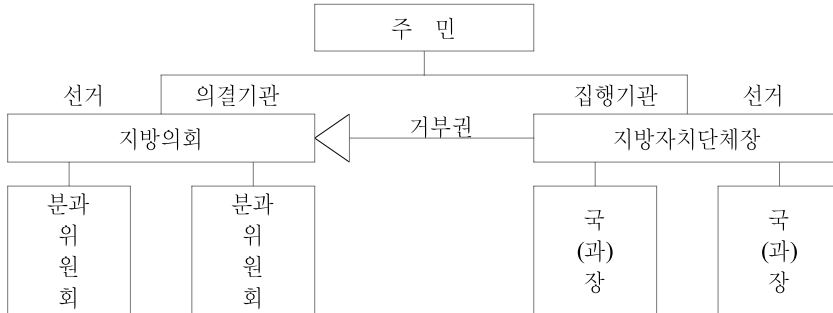 주 민
선거 의결기관 집행기관 선거
지방의회 거부권 지방자치단체장
분과
위
원
회
분과
위
원
회
국
(과)
장
국
(과)
장